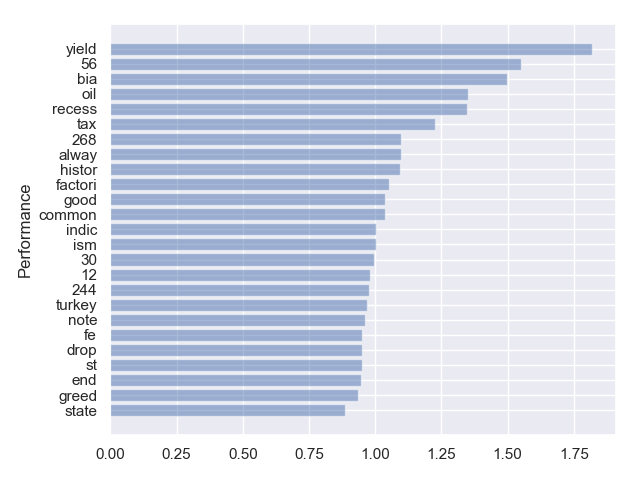 yield
56
bia
oil
recess
tax
268
alway
histor
factori
good
common
indic
ism
30
12
244
turkey
note
fe
drop
st
end
greed
state
Performance
0.00 0.25 0.50 0.75 1.00 1.25 1.50 1.75